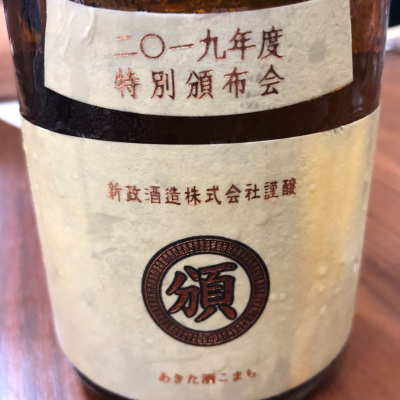 二〇一九年度
特別頒布会
新政酒造株式会社謹醸
頒
あきた酒こまち